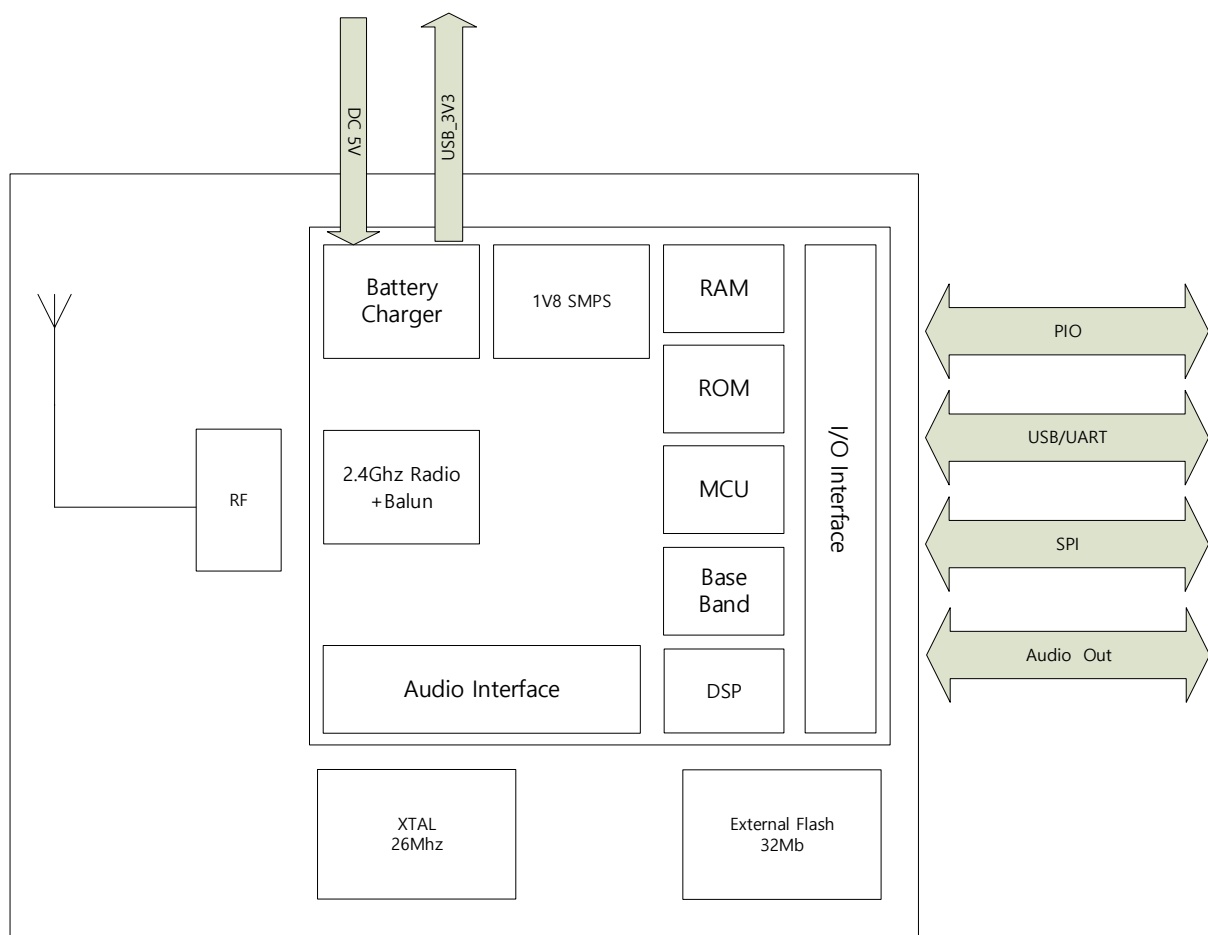 DC 5V
USB_3V3
Battery
Charger
1V8 SMPS
RAM
ROM
MCU
Base
Band
DSP
I/O Interface
2.4Ghz Radio
+Balun
RF
Audio Interface
XTAL
26Mhz
External Flash
32Mb
PIO
USB/UART
SPI
Audio Out